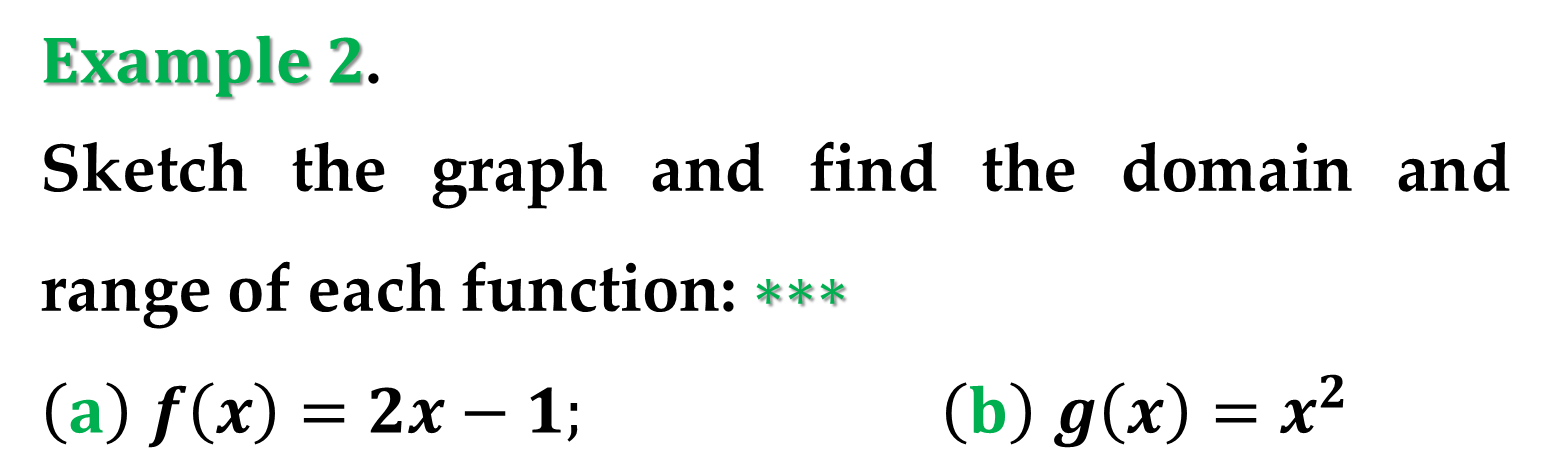 Example 2.
Sketch the graph and find the domain and
range of each function: ***
(a) f(x) = 2x − 1; (b) g(x) = x²